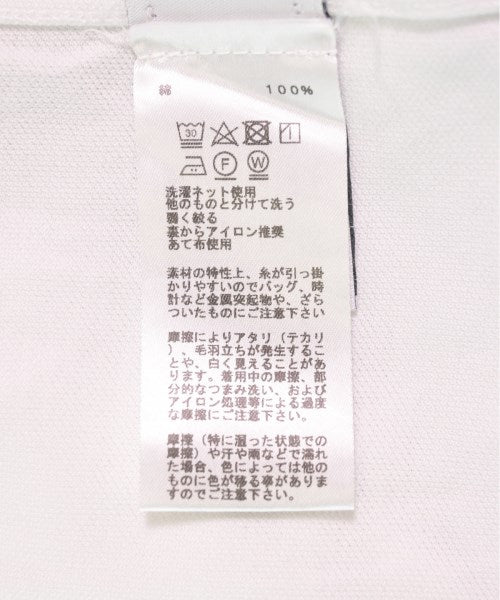 綿 100%
30
F W
洗濯ネット使用
他のものと分けて洗う
弱く絞る
裏からアイロン推奨
あて布使用
素材の特性上、糸が引っ掛
かりやすいのでバッグ、時
計など金属突起物や、ざら
ついたものにご注意下さい
摩擦によりアタリ（テカリ
）、毛羽立ちが発生するこ
とや、白く見えることがあ
ります。着用中の摩擦、部
分的なつまみ洗い、および
アイロン処理等による過度
な摩擦にご注意下さい。
摩擦（特に湿った状態での
摩擦）や汗や雨などで濡れ
た場合、色によっては他の
ものに色が移る事がありま
すのでご注意下さい。